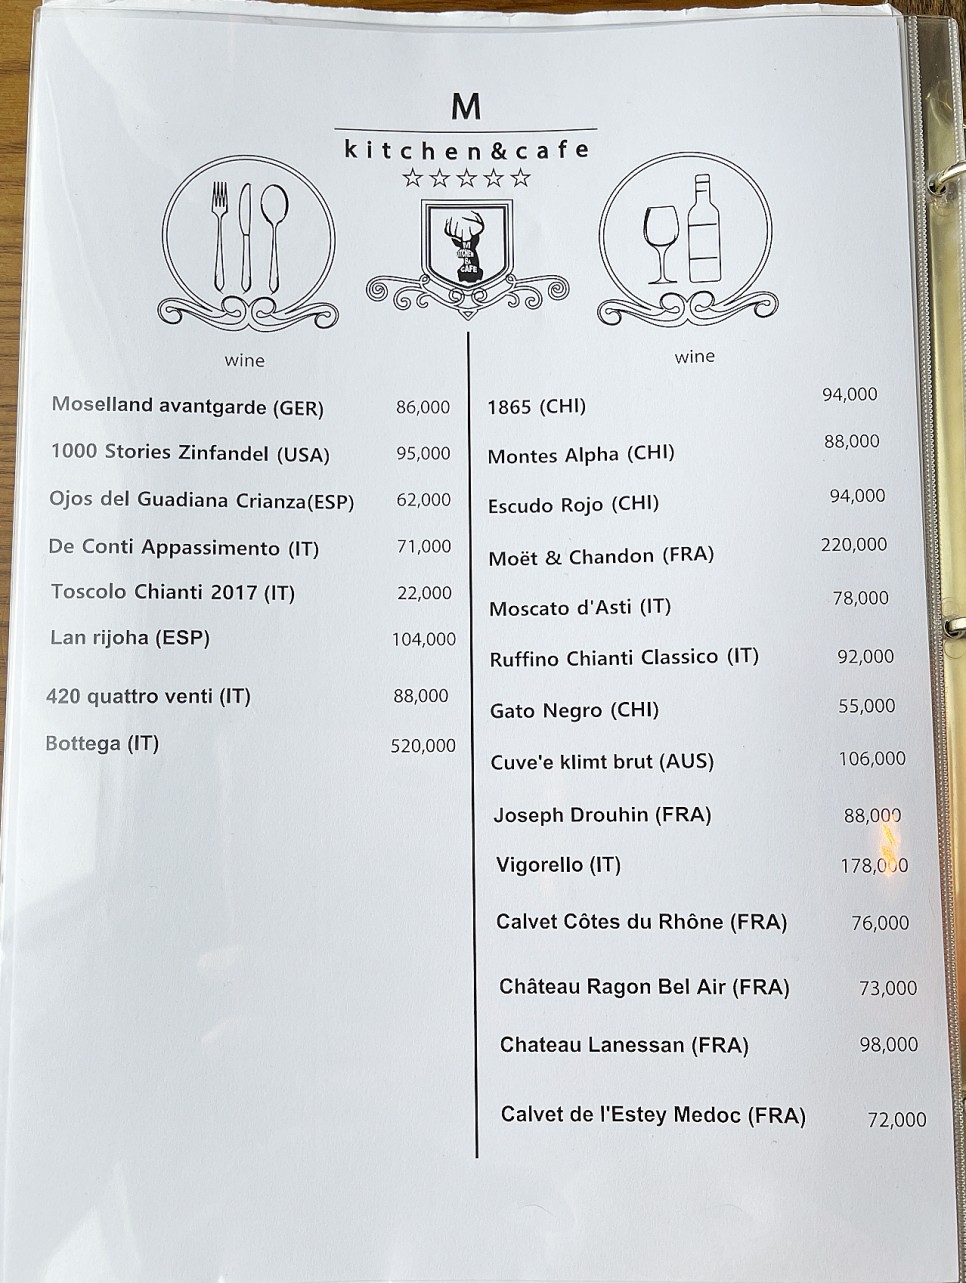 M
kitchen&cafe
M
KITCHEN
&
CAFE
wine
Moselland avantgarde (GER) 86,000
1000 Stories Zinfandel (USA) 95,000
Ojos del Guadiana Crianza(ESP) 62,000
De Conti Appassimento (IT) 71,000
Toscolo Chianti 2017 (IT) 22,000
Lan rijoha (ESP) 104,000
420 quattro venti (IT) 88,000
Bottega (IT) 520,000
wine
1865 (CHI) 94,000
Montes Alpha (CHI) 88,000
Escudo Rojo (CHI) 94,000
Moët & Chandon (FRA) 220,000
Moscato d'Asti (IT) 78,000
Ruffino Chianti Classico (IT) 92,000
Gato Negro (CHI) 55,000
Cuve'e klimt brut (AUS) 106,000
Joseph Drouhin (FRA) 88,000
Vigorello (IT) 178,000
Calvet Côtes du Rhône (FRA) 76,000
Château Ragon Bel Air (FRA) 73,000
Chateau Lanessan (FRA) 98,000
Calvet de l'Estey Medoc (FRA) 72,000